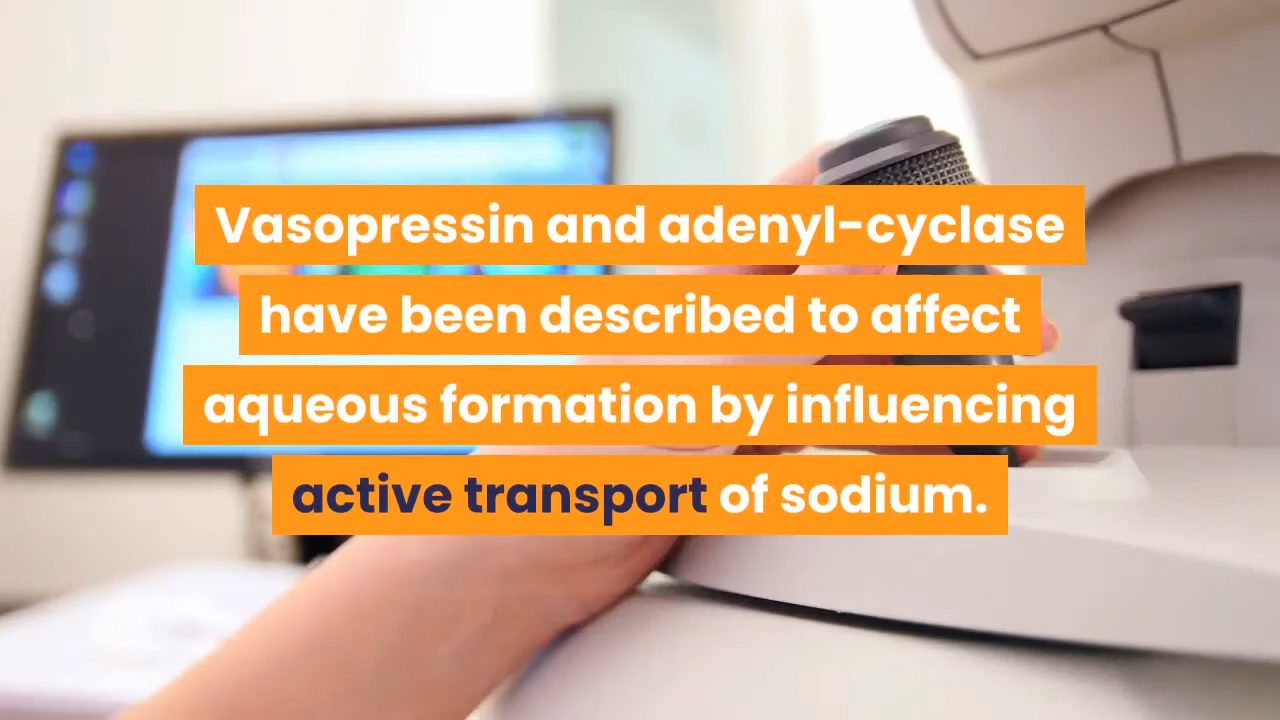 Vasopressin and adenyl-cyclase
have been described to affect
aqueous formation by influencing
active transport of sodium.